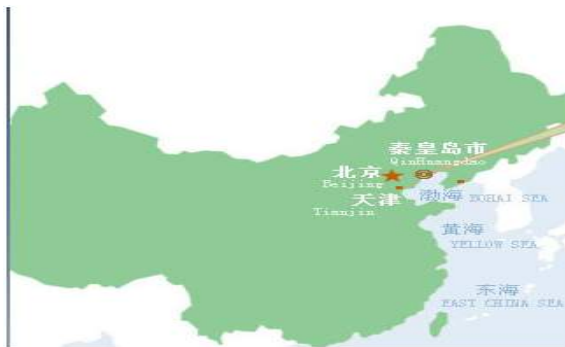 秦皇岛市
QinHuangdao
北京
Beijing
天津
Tianjin
渤海 BOHAI SEA
黄海
YELLOW SEA
东海
EAST CHINA SEA